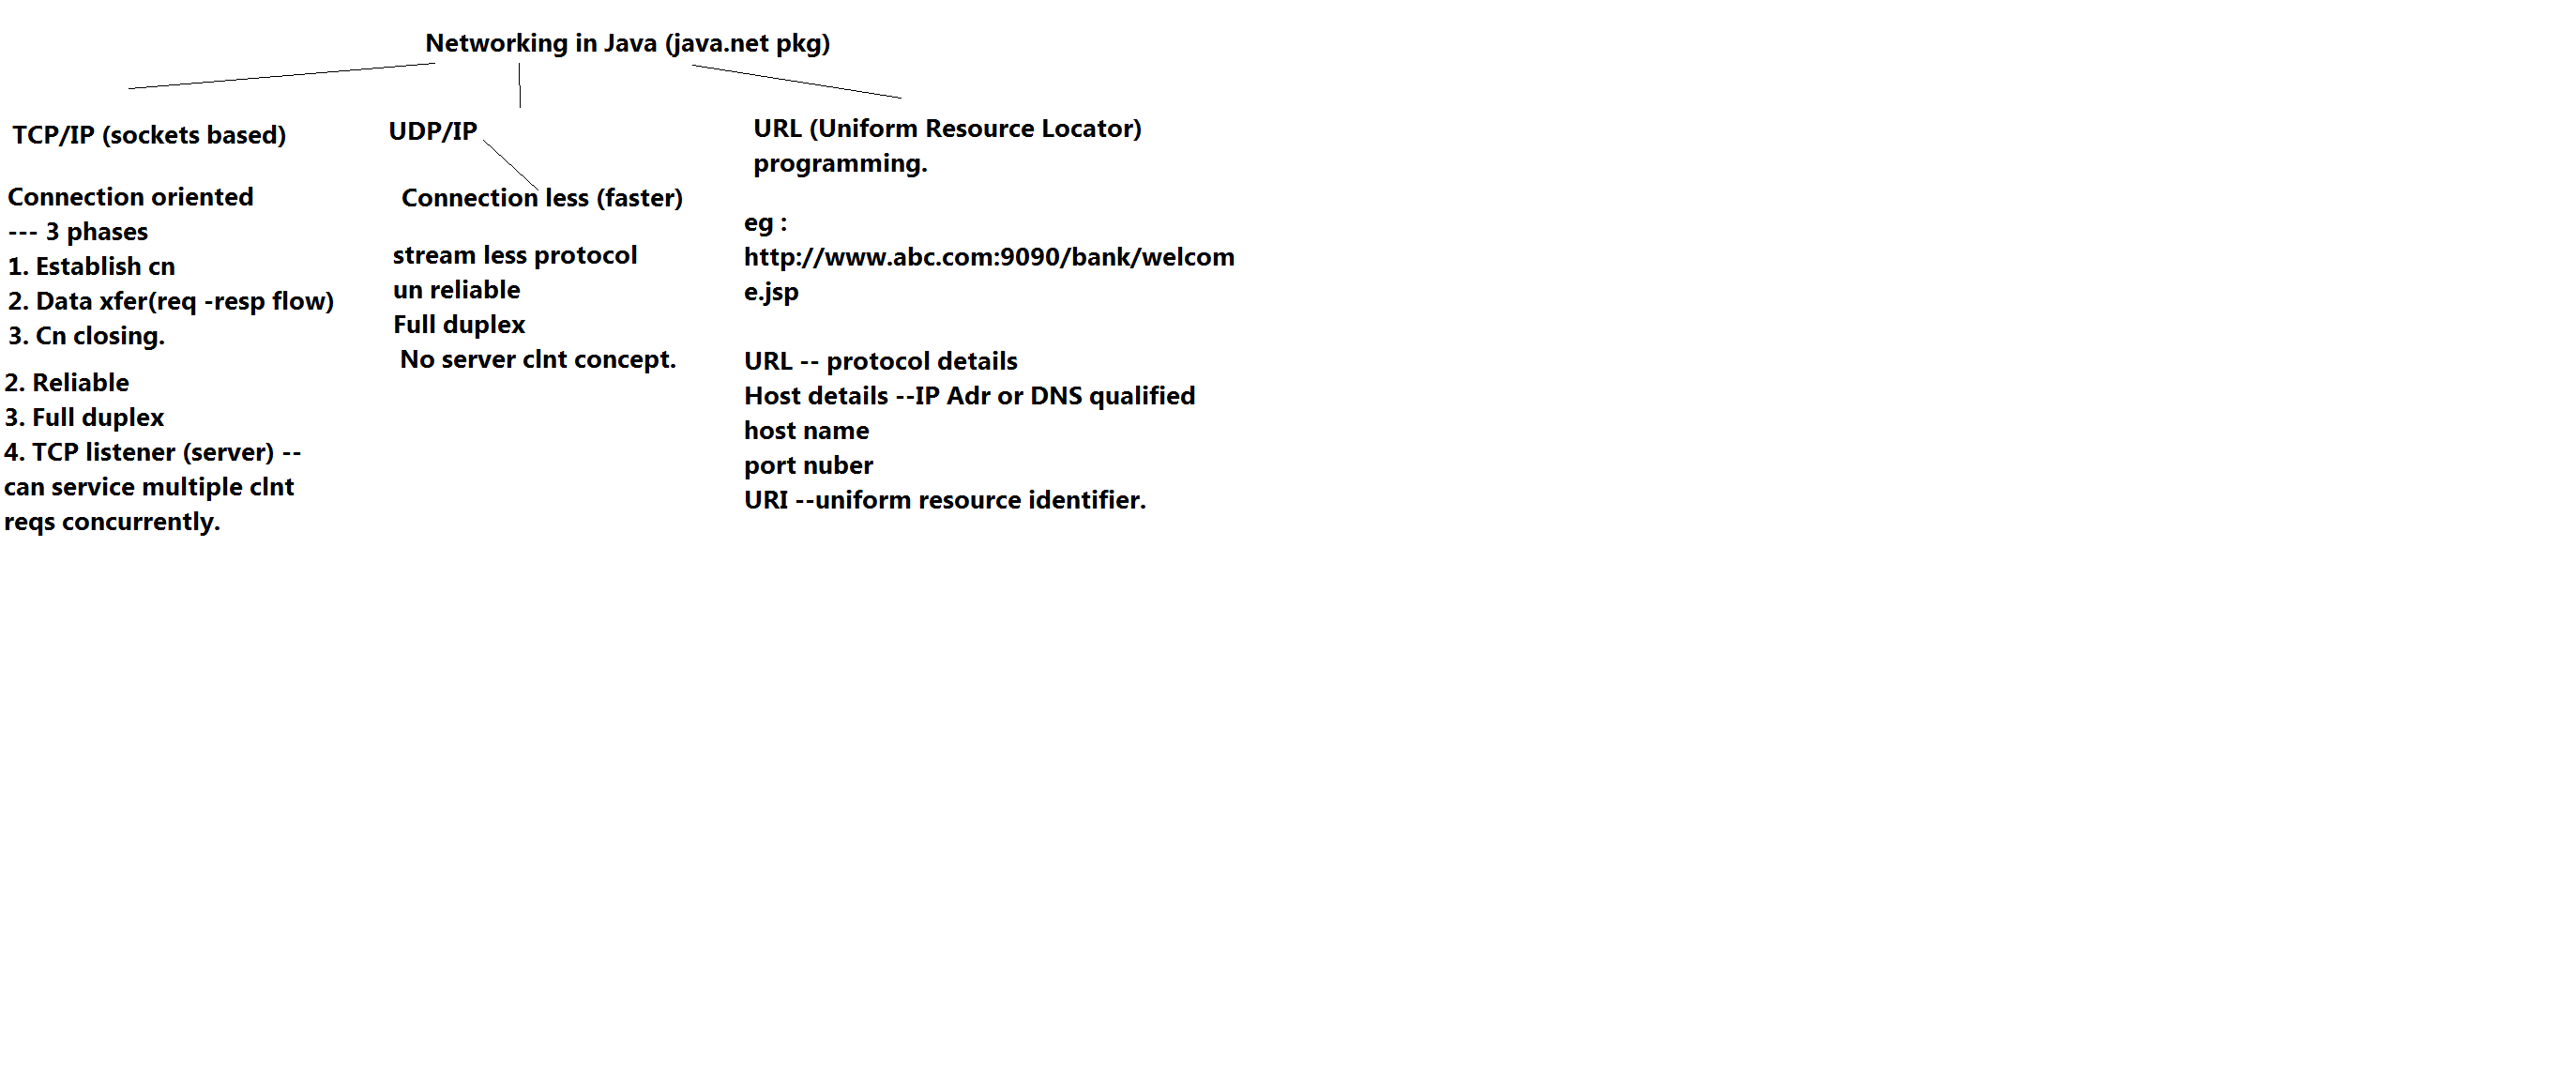 Networking in Java (java.net pkg)
TCP/IP (sockets based)
Connection oriented
--- 3 phases
1. Establish cn
2. Data xfer(req -resp flow)
3. Cn closing.
2. Reliable
3. Full duplex
4. TCP listener (server) --
can service multiple clnt
reqs concurrently.
UDP/IP
Connection less (faster)
stream less protocol
un reliable
Full duplex
No server clnt concept.
URL (Uniform Resource Locator)
programming.
eg :
http://www.abc.com:9090/bank/welcom
e.jsp
URL -- protocol details
Host details --IP Adr or DNS qualified
host name
port nuber
URI --uniform resource identifier.